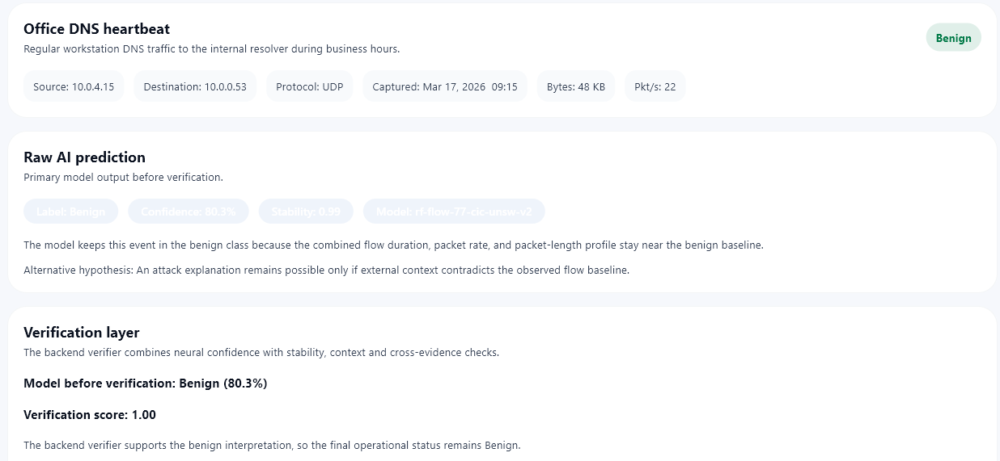 Office DNS heartbeat
Benign
Regular workstation DNS traffic to the internal resolver during business hours.
Source: 10.0.4.15 Destination: 10.0.0.53 Protocol: UDP Captured: Mar 17, 2026 09:15 Bytes: 48 KB Pkt/s: 22
Raw AI prediction
Primary model output before verification.
Label: Benign Confidence: 80.3% Stability: 0.99 Model: rf-flow-77-cic-unsw-v2
The model keeps this event in the benign class because the combined flow duration, packet rate, and packet-length profile stay near the benign baseline.
Alternative hypothesis: An attack explanation remains possible only if external context contradicts the observed flow baseline.
Verification layer
The backend verifier combines neural confidence with stability, context and cross-evidence checks.
Model before verification: Benign (80.3%)
Verification score: 1.00
The backend verifier supports the benign interpretation, so the final operational status remains Benign.